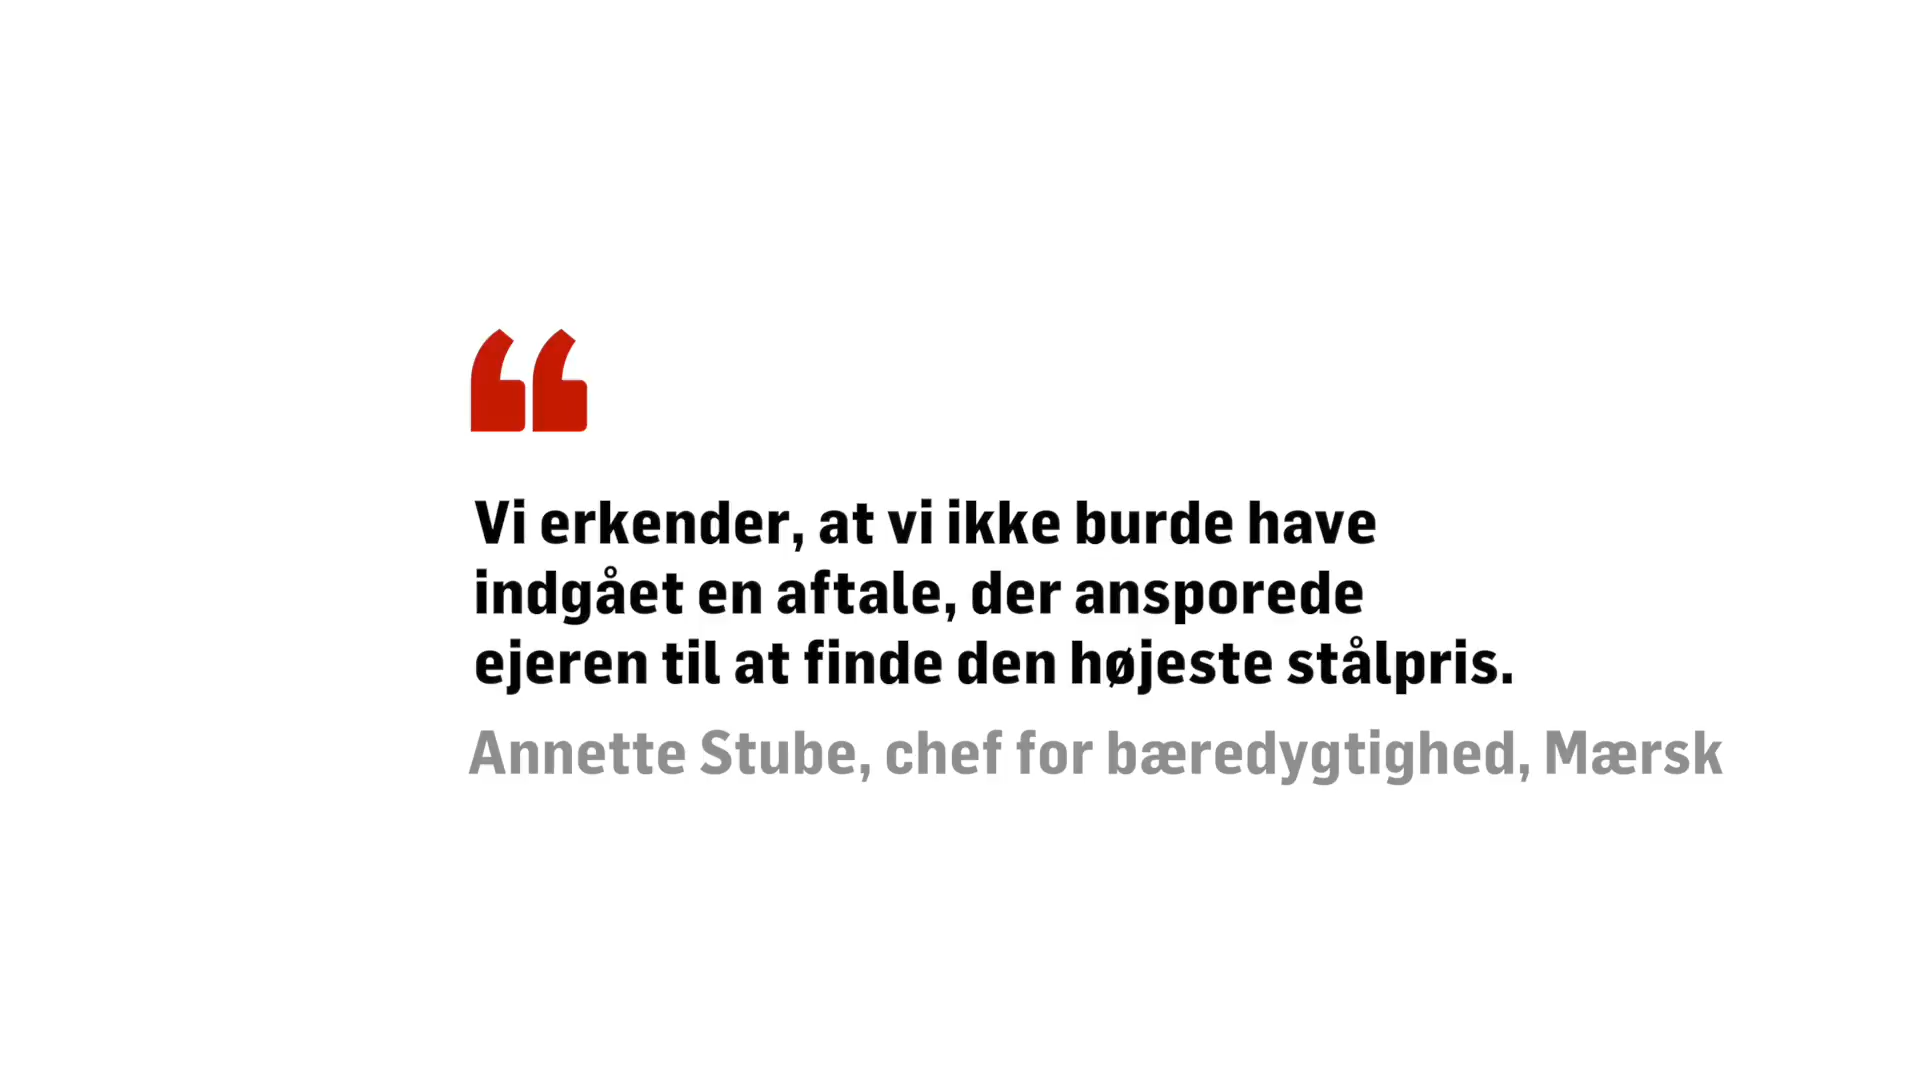 “
Vi erkender, at vi ikke burde have
indgået en aftale, der ansporede
ejeren til at finde den højeste stålpris.
Annette Stube, chef for bæredygtighed, Mærsk